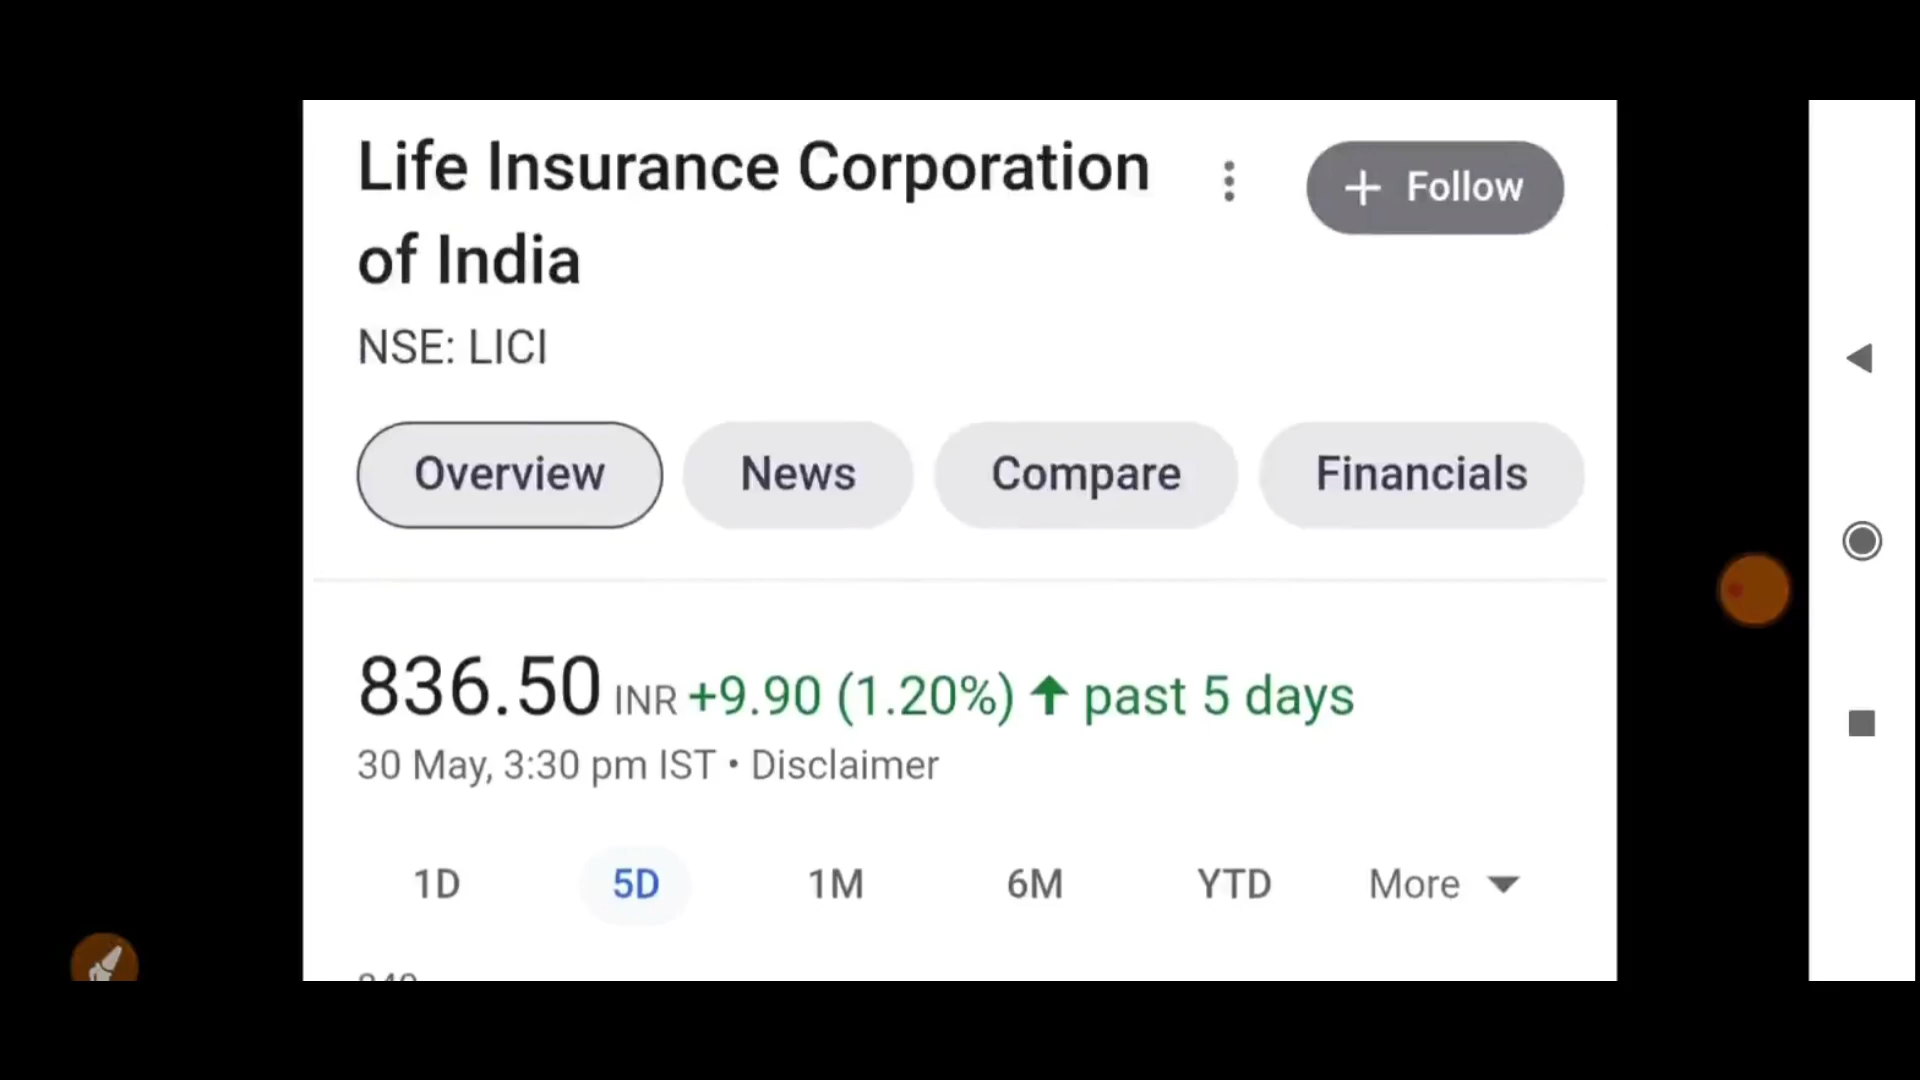 Life Insurance Corporation
of India
+ Follow
NSE: LICI
Overview News Compare Financials
836.50 INR +9.90 (1.20%) ↑ past 5 days
30 May, 3:30 pm IST • Disclaimer
1D 5D 1M 6M YTD More